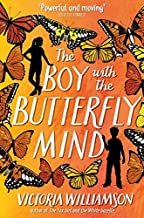 'Powerful and moving'
The
BOY with the
BUTTERFLY
MIND
VICTORIA WILLIAMSON
Author of The Fox Girl and the White Gazelle